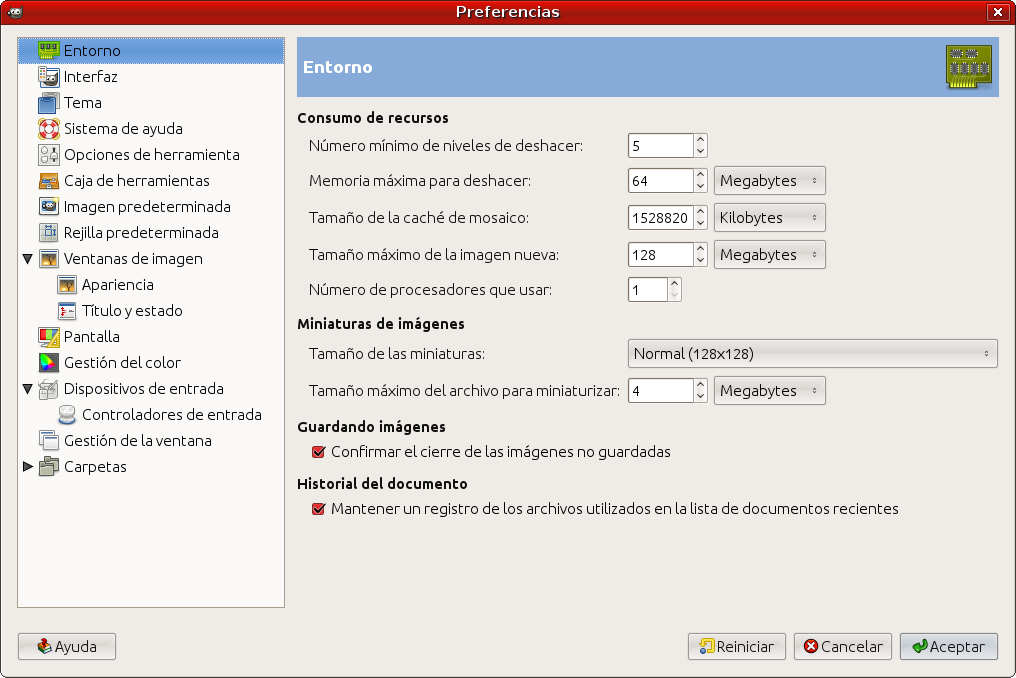 Preferencias
Entorno
Interfaz
Tema
Sistema de ayuda
Opciones de herramienta
Caja de herramientas
Imagen predeterminada
Rejilla predeterminada
Ventanas de imagen
Apariencia
Título y estado
Pantalla
Gestión del color
Dispositivos de entrada
Controladores de entrada
Gestión de la ventana
Carpetas
Entorno
Consumo de recursos
Número mínimo de niveles de deshacer: 5
Memoria máxima para deshacer: 64 Megabytes
Tamaño de la caché de mosaico: 1528820 Kilobytes
Tamaño máximo de la imagen nueva: 128 Megabytes
Número de procesadores que usar: 1
Miniaturas de imágenes
Tamaño de las miniaturas: Normal (128x128)
Tamaño máximo del archivo para miniaturizar: 4 Megabytes
Guardando imágenes
Confirmar el cierre de las imágenes no guardadas
Historial del documento
Mantener un registro de los archivos utilizados en la lista de documentos recientes
Ayuda Reiniciar Cancelar Aceptar